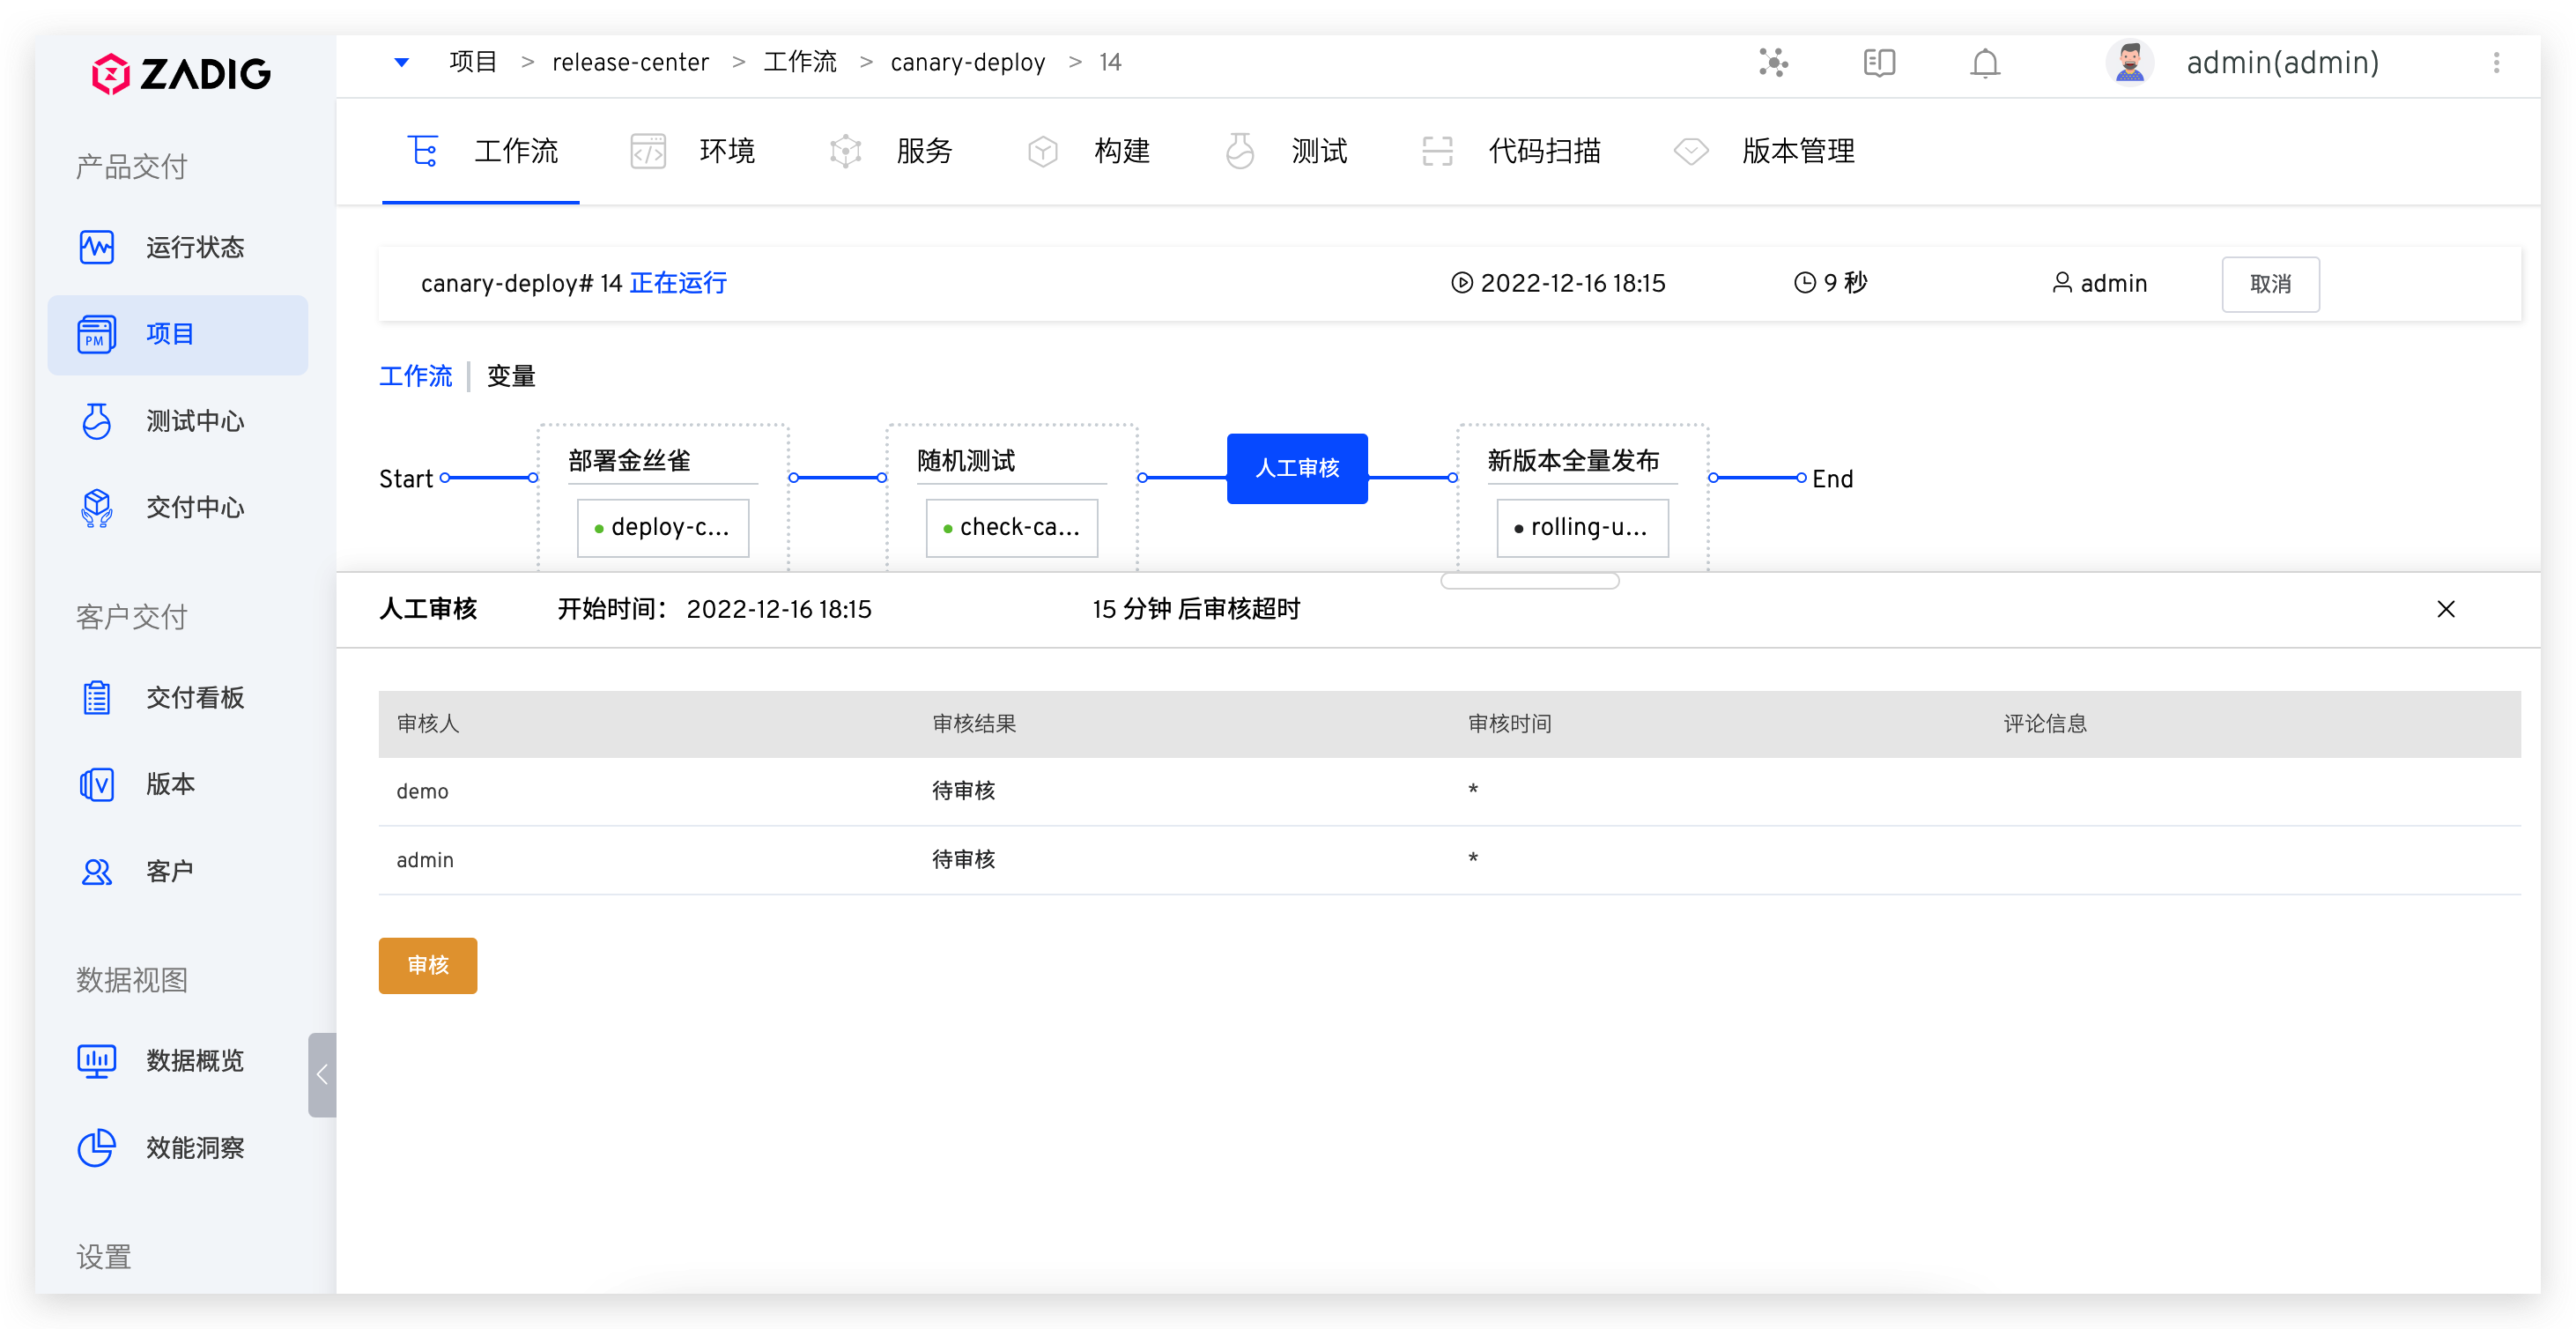 ZADIG
项目 > release-center > 工作流 > canary-deploy > 14
admin(admin)
产品交付
运行状态
PM
项目
测试中心
交付中心
客户交付
交付看板
V
版本
客户
数据视图
数据概览
效能洞察
设置
工作流
</>
环境
服务
构建
测试
代码扫描
版本管理
canary-deploy# 14 正在运行
2022-12-16 18:15
9 秒
admin
取消
工作流 | 变量
Start
部署金丝雀
deploy-c...
随机测试
check-ca...
人工审核
新版本全量发布
rolling-u...
End
人工审核
开始时间： 2022-12-16 18:15
15 分钟 后审核超时
审核人 审核结果 审核时间 评论信息
demo 待审核 *
admin 待审核 *
审核